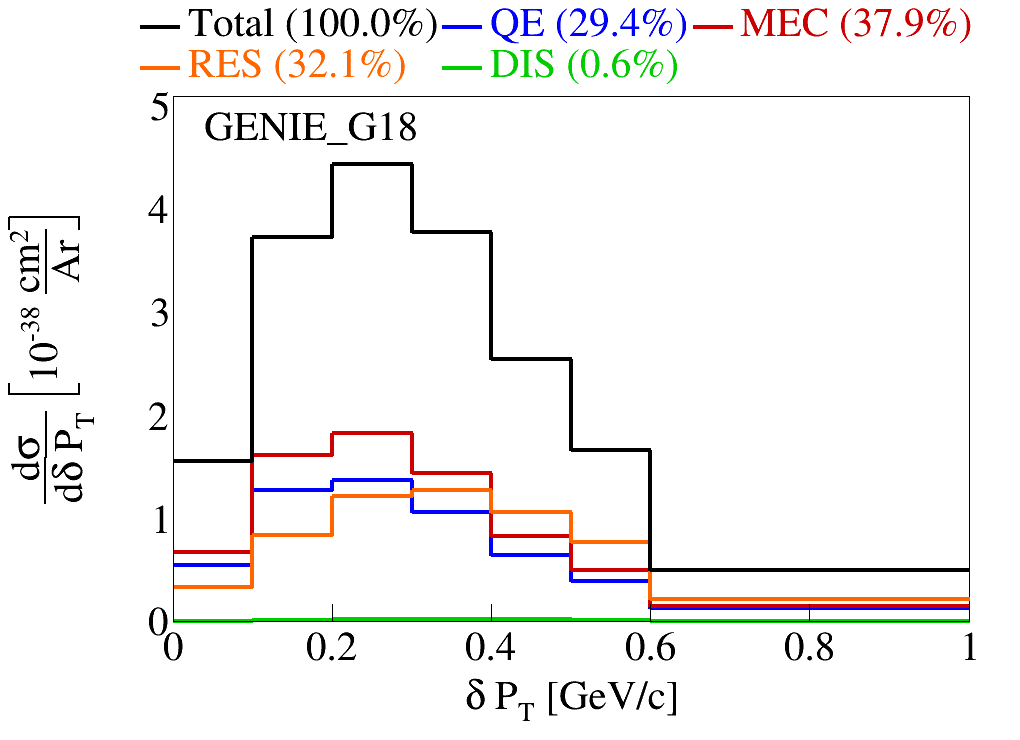 Total (100.0%) QE (29.4%) MEC (37.9%)
RES (32.1%) DIS (0.6%)
GENIE_G18
5
4
3
2
1
0
0 0.2 0.4 0.6 0.8 1
δ P_T [GeV/c]
dσ/dδ P_T [10^-38 cm^2/Ar]